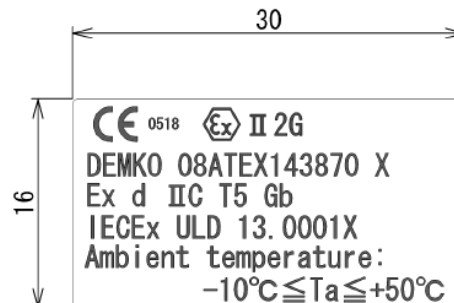 30
16
CE 0518 Ex II 2G
DEMKO 08ATEX143870 X
Ex d IIC T5 Gb
IECEx ULD 13.0001X
Ambient temperature:
-10℃≦Ta≦+50℃